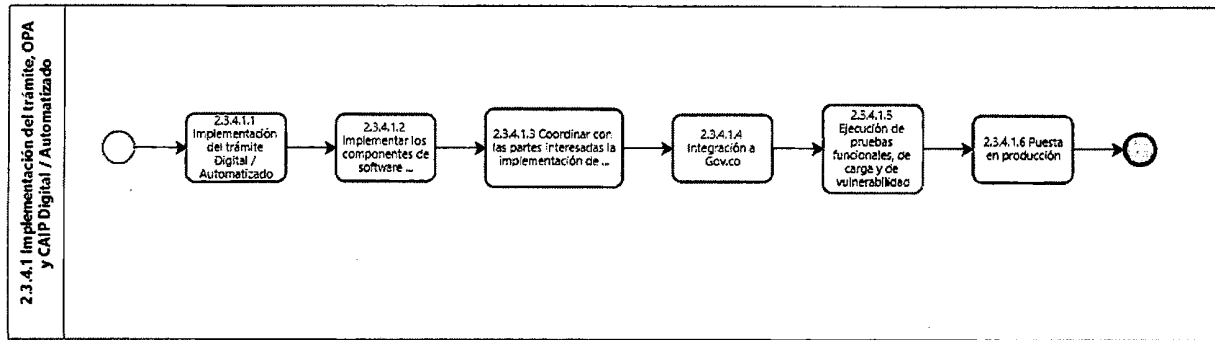 2.3.4.1 Implementación del trámite, OPA
y CAIP Digital / Automatizado
2.3.4.1.1
Implementación
del trámite
Digital /
Automatizado
2.3.4.1.2
Implementar los
componentes de
software ...
2.3.4.1.3 Coordinar con
las partes interesadas la
implementación de ...
2.3.4.1.4
Integración a
Gov.co
2.3.4.1.5
Ejecución de
pruebas
funcionales, de
carga y de
vulnerabilidad
2.3.4.1.6 Puesta
en producción